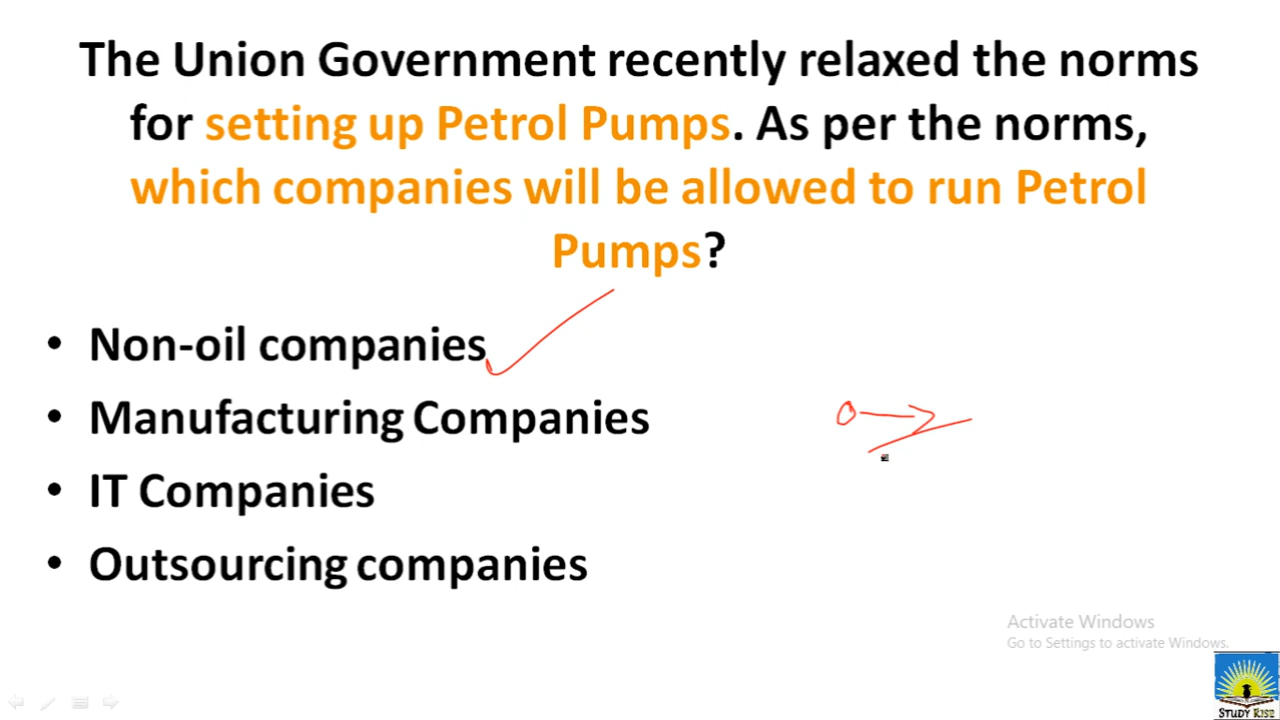 The Union Government recently relaxed the norms
for setting up Petrol Pumps. As per the norms,
which companies will be allowed to run Petrol
Pumps?
• Non-oil companies
• Manufacturing Companies
• IT Companies
• Outsourcing companies
Activate Windows
Go to Settings to activate Windows.
STUDY RISE